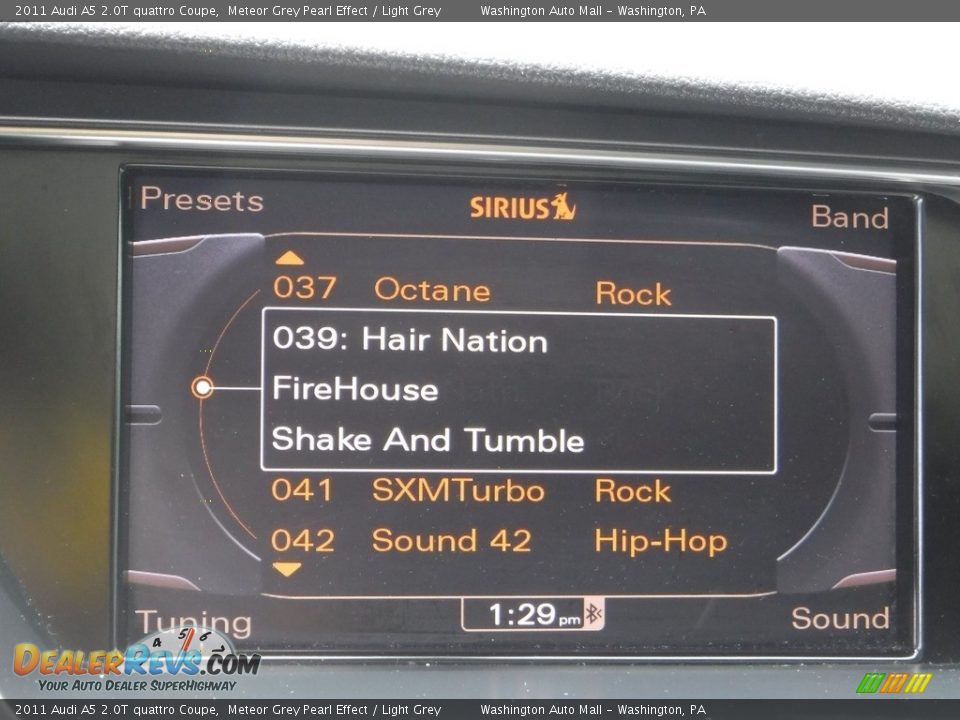 2011 Audi A5 2.0T quattro Coupe,  Meteor Grey Pearl Effect / Light Grey    Washington Auto Mall - Washington, PA
Presets
SIRIUS
Band
037 Octane Rock
039: Hair Nation
FireHouse
Shake And Tumble
041 SXMTurbo Rock
042 Sound 42 Hip-Hop
Tuning
1:29 pm
Sound
4 5 6
DEALERREVS.COM
YOUR AUTO DEALER SUPERHIGHWAY
2011 Audi A5 2.0T quattro Coupe,  Meteor Grey Pearl Effect / Light Grey    Washington Auto Mall - Washington, PA